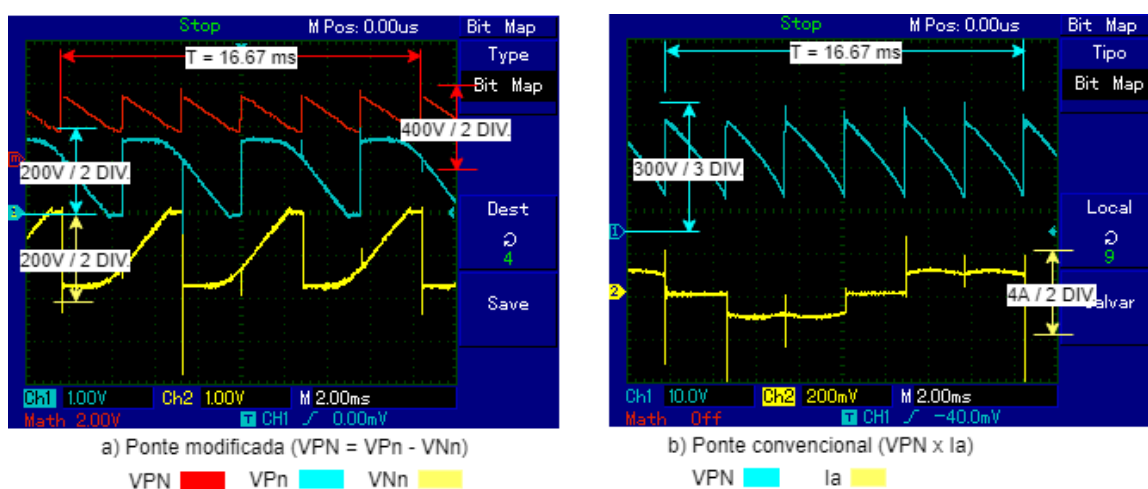 Stop
M Pos: 0.00us
Bit Map
T = 16.67 ms
Type
Bit Map
400V / 2 DIV.
200V / 2 DIV.
200V / 2 DIV.
Dest
4
Save
Ch1 1.00V
Ch2 1.00V
M 2.00ms
Math 2.00V
T CH1 0.00mV
a) Ponte modificada (VPN = VPn - VNn)
VPN
VPn
VNn
Stop
M Pos: 0.00us
Bit Map
T = 16.67 ms
Tipo
Bit Map
300V / 3 DIV.
1
Local
9
2
4A / 2 DIV.
alvar
Ch1 10.0V
Ch2 200mV
M 2.00ms
Math Off
T CH1 -40.0mV
b) Ponte convencional (VPN x Ia)
VPN
Ia